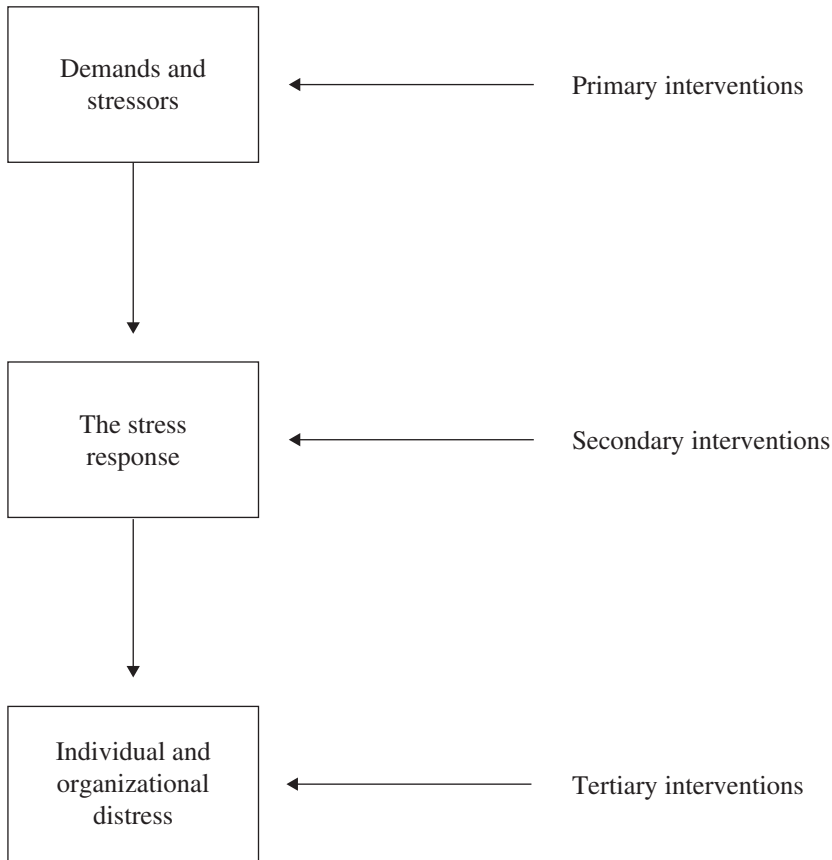 Demands and
stressors
Primary interventions
The stress
response
Secondary interventions
Individual and
organizational
distress
Tertiary interventions